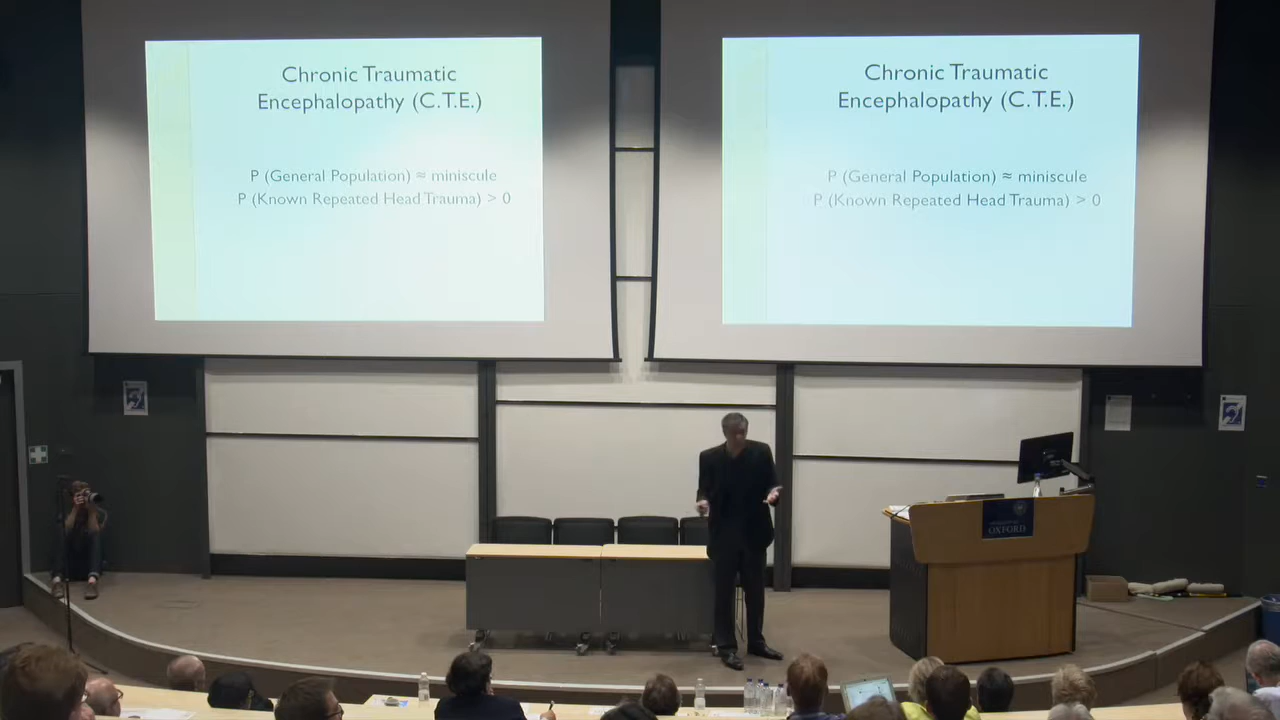 Chronic Traumatic
Encephalopathy (C.T.E.)
P (General Population) ≈ miniscule
P (Known Repeated Head Trauma) > 0
Chronic Traumatic
Encephalopathy (C.T.E.)
P (General Population) ≈ miniscule
P (Known Repeated Head Trauma) > 0
OXFORD